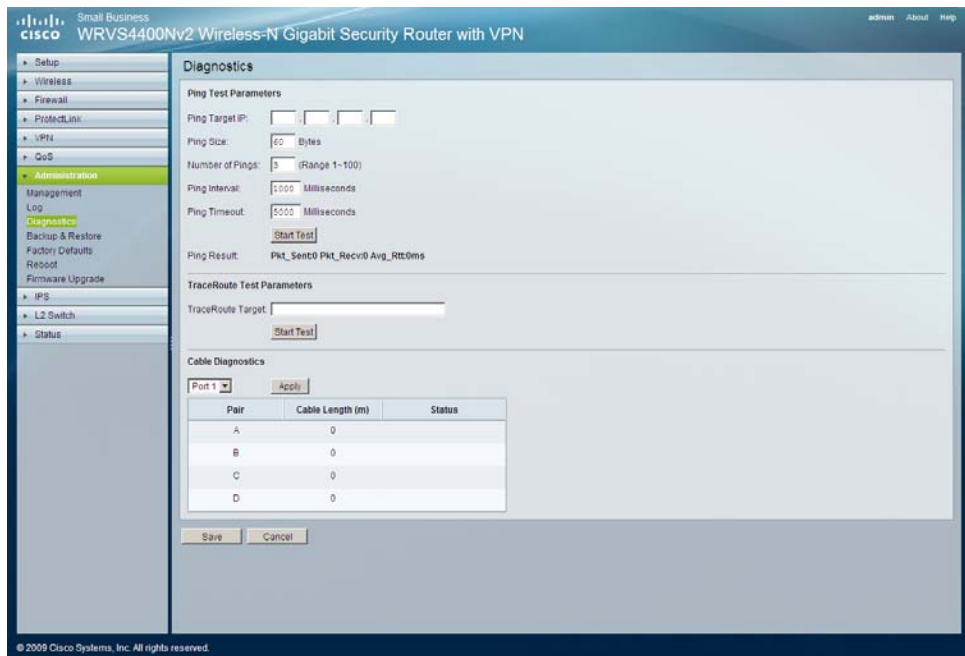 Small Business
cisco WRVS4400Nv2 Wireless-N Gigabit Security Router with VPN
admin About Help
Setup
Wireless
Firewall
ProtectLink
VPN
QoS
Administration
Management
Log
Diagnostics
Backup & Restore
Factory Defaults
Reboot
Firmware Upgrade
IPS
L2 Switch
Status
Diagnostics
Ping Test Parameters
Ping Target IP: . . .
Ping Size: 60 Bytes
Number of Pings: 3 (Range 1~100)
Ping Interval: 1000 Milliseconds
Ping Timeout: 5000 Milliseconds
Start Test
Ping Result: Pkt_Sent:0 Pkt_Recv:0 Avg_Rtt:0ms
TraceRoute Test Parameters
TraceRoute Target:
Start Test
Cable Diagnostics
Port 1 Apply
Pair Cable Length (m) Status
A 0
B 0
C 0
D 0
Save Cancel
© 2009 Cisco Systems, Inc. All rights reserved.